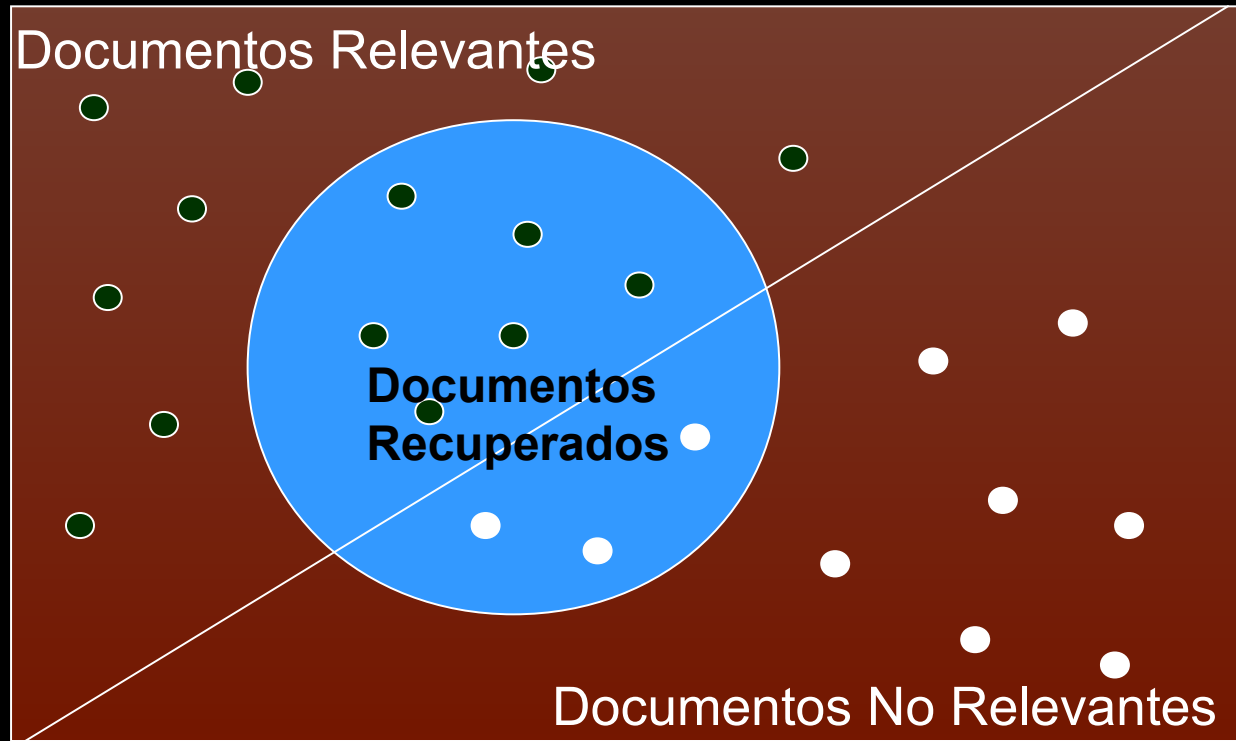 Documentos Relevantes
Documentos
Recuperados
Documentos No Relevantes